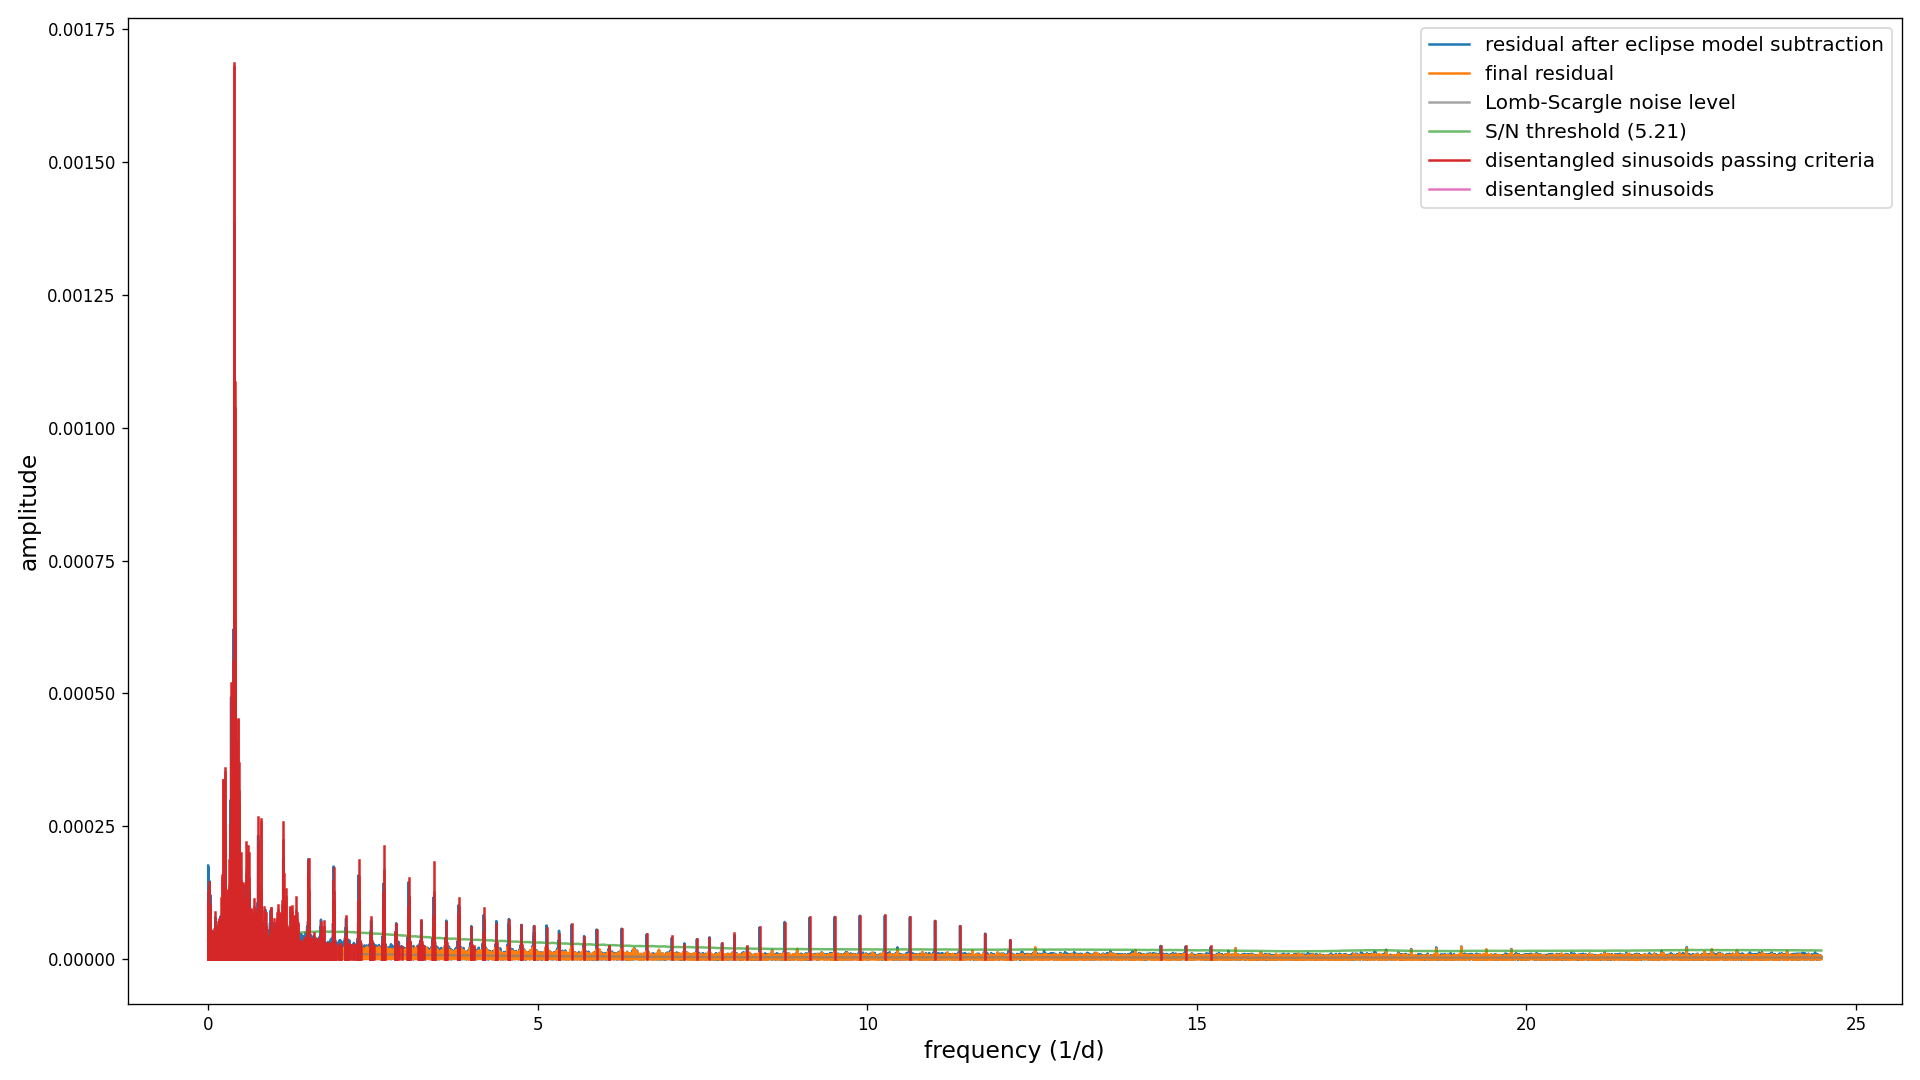 0.00175
0.00150
0.00125
0.00100
0.00075
0.00050
0.00025
0.00000
amplitude
0
5
10
15
20
25
frequency (1/d)
residual after eclipse model subtraction
final residual
Lomb-Scargle noise level
S/N threshold (5.21)
disentangled sinusoids passing criteria
disentangled sinusoids